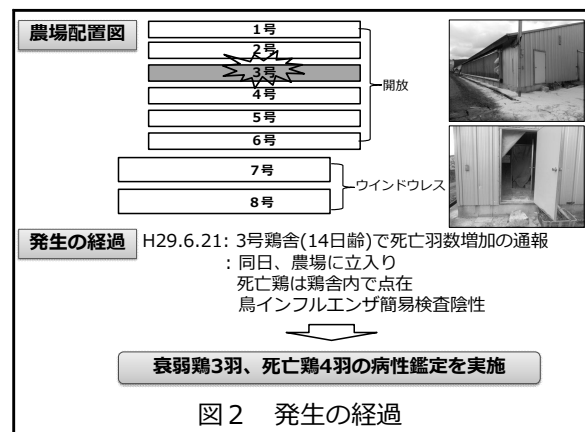 農場配置図
1号
2号
3号
4号
5号
6号
開放
7号
8号
ウインドウレス
発生の経過
H29.6.21: 3号鶏舎(14日齢)で死亡羽数増加の通報
: 同日、農場に立入り
死亡鶏は鶏舎内で点在
鳥インフルエンザ簡易検査陰性
衰弱鶏3羽、死亡鶏4羽の病性鑑定を実施
図２　発生の経過